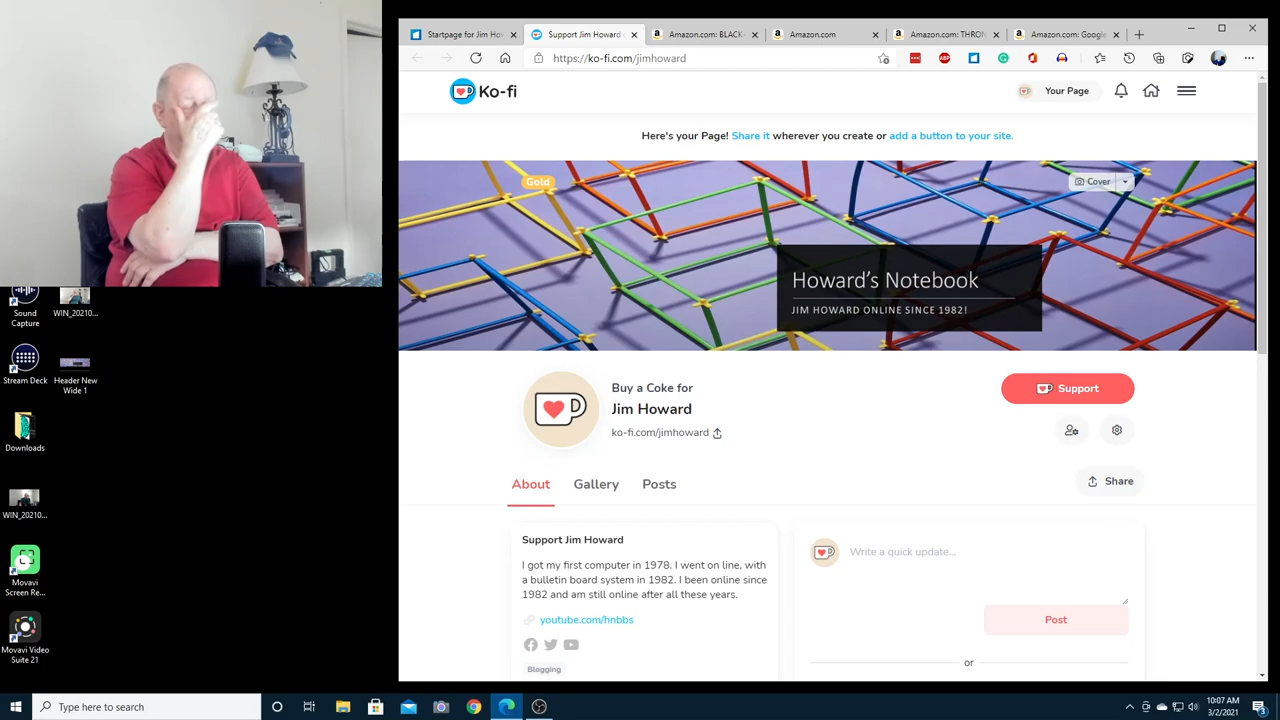 Startpage for Jim Ho
Support Jim Howard
Amazon.com: BLACK
Amazon.com
Amazon.com: THRON
Amazon.com: Google
https://ko-fi.com/jimhoward
ABP
Ko-fi
Your Page
Here's your Page! Share it wherever you create or add a button to your site.
Gold
Cover
Howard's Notebook
JIM HOWARD ONLINE SINCE 1982!
Buy a Coke for
Jim Howard
ko-fi.com/jimhoward
Support
About
Gallery
Posts
Share
Support Jim Howard
I got my first computer in 1978. I went on line, with
a bulletin board system in 1982. I been online since
1982 and am still online after all these years.
youtube.com/hnbbs
Blogging
Write a quick update...
Post
or
Sound
Capture
WIN_20210...
Stream Deck
Header New
Wide 1
Downloads
WIN_20210...
Movavi
Screen Re...
Movavi Video
Suite 21
Type here to search
10:07 AM
3/2/2021
3